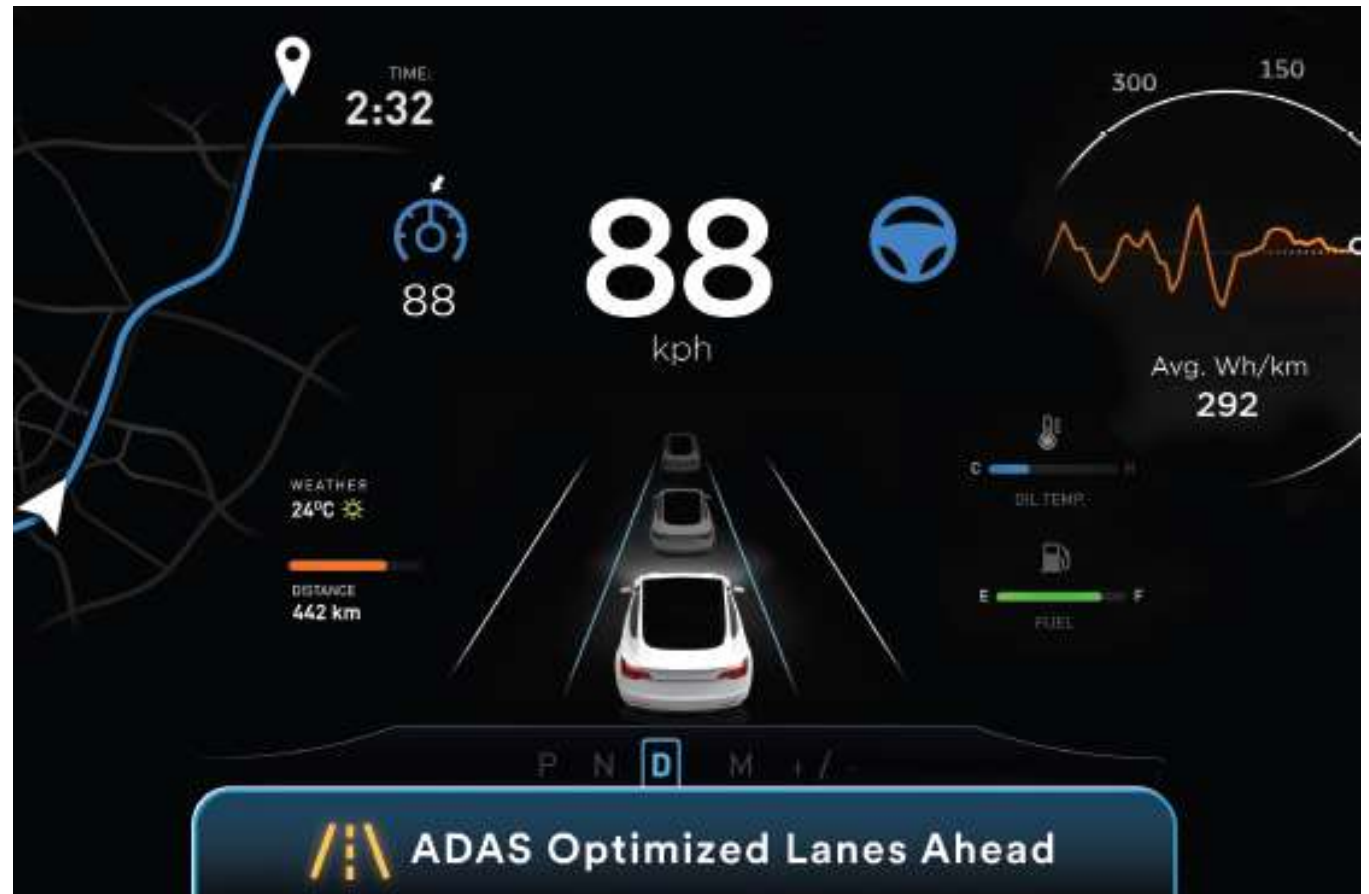 TIME:
2:32
300
150
88
88
kph
Avg. Wh/km
292
WEATHER
24°C
DISTANCE
442 km
C
H
OIL TEMP.
E
F
FUEL
P N D M + / -
ADAS Optimized Lanes Ahead